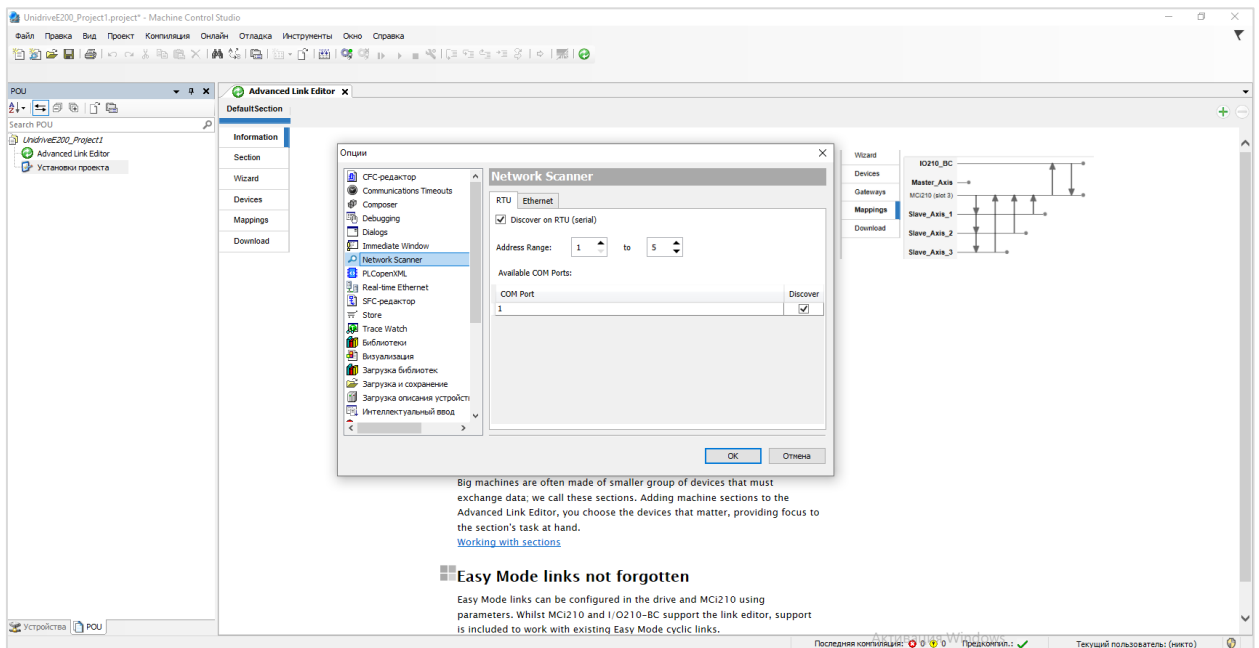 UnidriveE200_Project1.project* - Machine Control Studio
Файл Правка Вид Проект Компиляция Онлайн Отладка Инструменты Окно Справка
POU
Search POU
UnidriveE200_Project1
Advanced Link Editor
Установки проекта
Устройства POU
Advanced Link Editor
DefaultSection
Information
Section
Wizard
Devices
Mappings
Download
Опции
CFC-редактор
Communications Timeouts
Composer
Debugging
Dialogs
Immediate Window
Network Scanner
PLCopenXML
Real-time Ethernet
SFC-редактор
Store
Trace Watch
Библиотеки
Визуализация
Загрузка библиотек
Загрузка и сохранение
Загрузка описания устройст
Интеллектуальный ввод
Network Scanner
RTU Ethernet
Discover on RTU (serial)
Address Range: 1 to 5
Available COM Ports:
COM Port Discover
1
OK Отмена
Wizard
Devices
Gateways
Mappings
Download
IO210_BC
Master_Axis
MCi210 (slot 3)
Slave_Axis_1
Slave_Axis_2
Slave_Axis_3
Big machines are often made of smaller group of devices that must
exchange data; we call these sections. Adding machine sections to the
Advanced Link Editor, you choose the devices that matter, providing focus to
the section's task at hand.
Working with sections
Easy Mode links not forgotten
Easy Mode links can be configured in the drive and MCi210 using
parameters. Whilst MCi210 and I/O210-BC support the link editor, support
is included to work with existing Easy Mode cyclic links.
Активация Windows
Последняя компиляция: 0 0 Предкомпил.: Текущий пользователь: (никто)